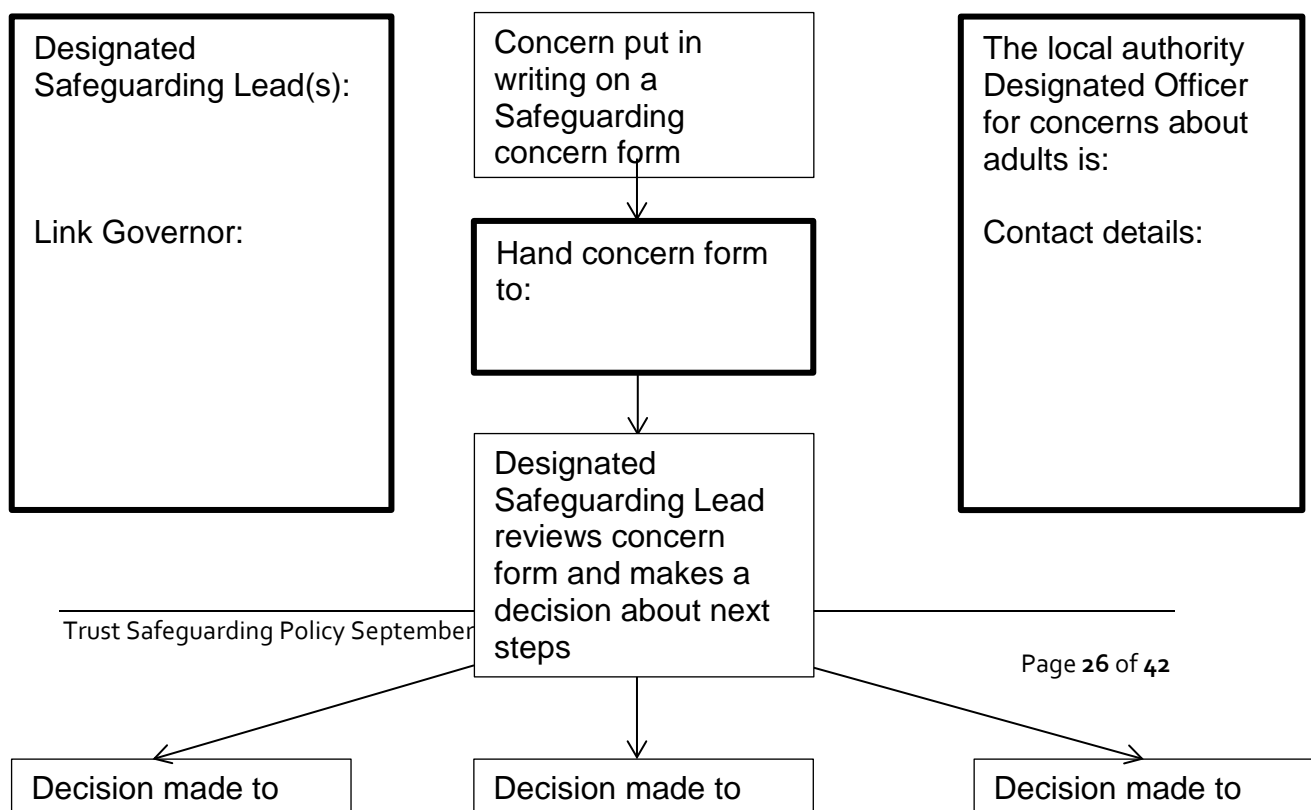 Designated
Safeguarding Lead(s):
Link Governor:
Concern put in
writing on a
Safeguarding
concern form
The local authority
Designated Officer
for concerns about
adults is:
Contact details:
Hand concern form
to:
Designated
Safeguarding Lead
reviews concern
form and makes a
decision about next
steps
Trust Safeguarding Policy September
Page 26 of 42
Decision made to
Decision made to
Decision made to